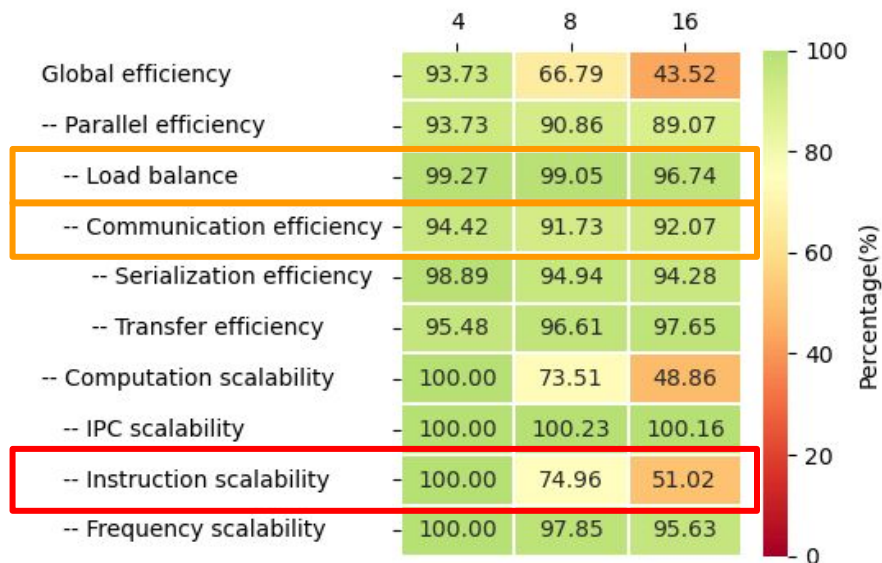 4 8 16
Global efficiency 93.73 66.79 43.52
-- Parallel efficiency 93.73 90.86 89.07
-- Load balance 99.27 99.05 96.74
-- Communication efficiency 94.42 91.73 92.07
-- Serialization efficiency 98.89 94.94 94.28
-- Transfer efficiency 95.48 96.61 97.65
-- Computation scalability 100.00 73.51 48.86
-- IPC scalability 100.00 100.23 100.16
-- Instruction scalability 100.00 74.96 51.02
-- Frequency scalability 100.00 97.85 95.63
100
80
60
40
20
0
Percentage(%)